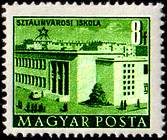 SZTÁLINVÁROSI ISKOLA
8f
MAGYAR POSTA